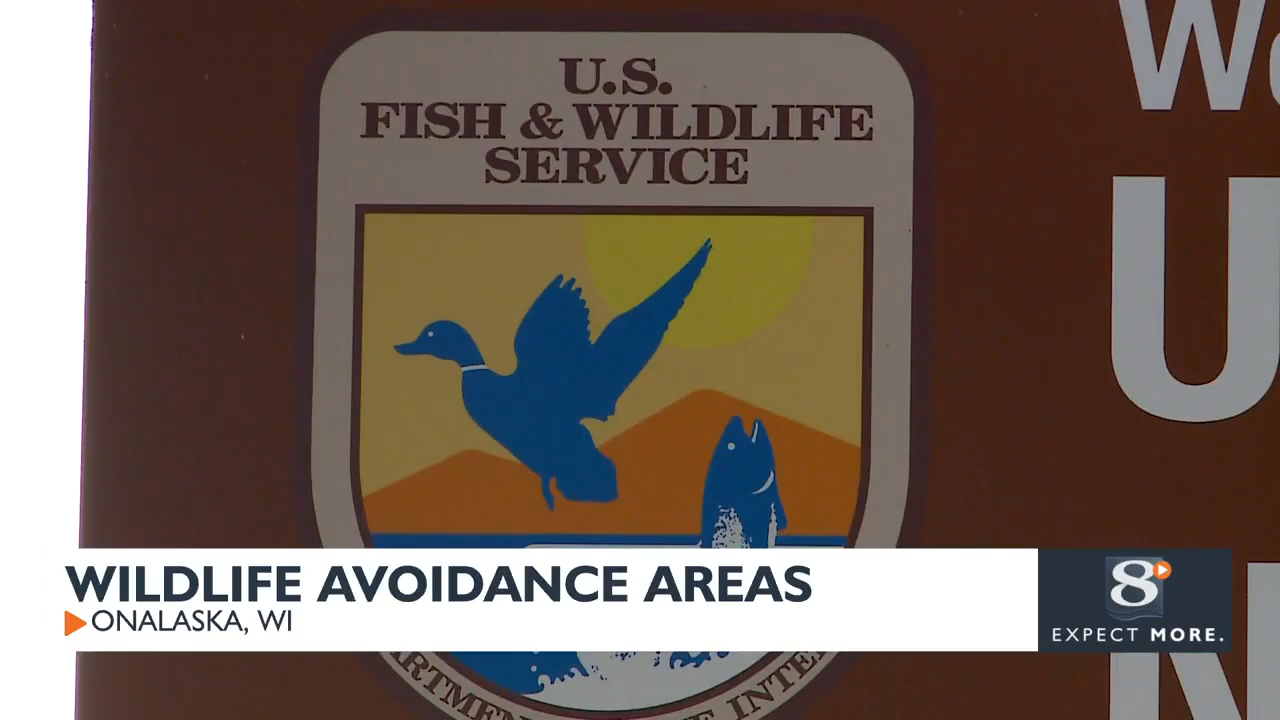 U.S.
FISH & WILDLIFE
SERVICE
U
WILDLIFE AVOIDANCE AREAS
ONALASKA, WI
8
EXPECT MORE.